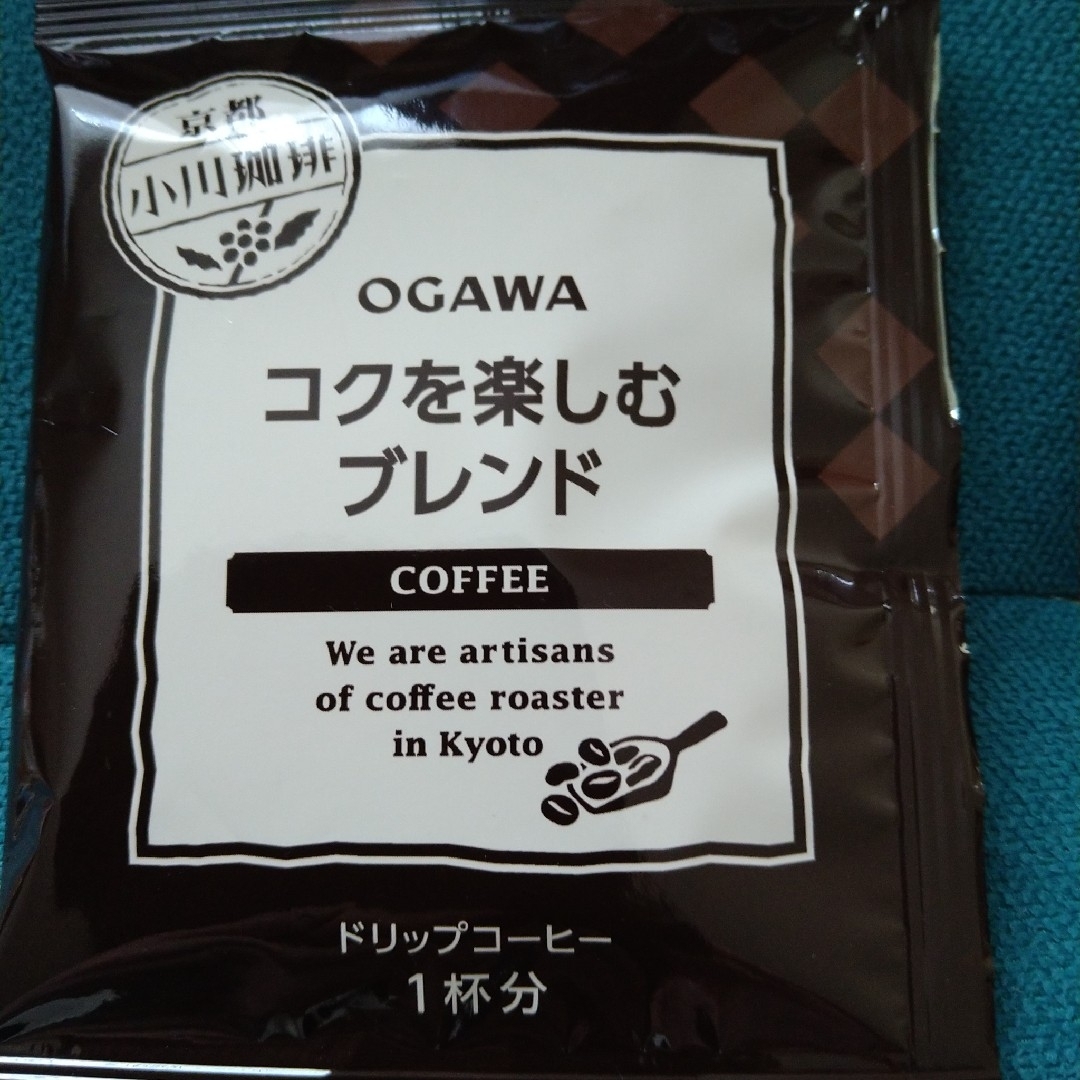 京都
小川珈琲
OGAWA
コクを楽しむ
ブレンド
COFFEE
We are artisans
of coffee roaster
in Kyoto
ドリップコーヒー
1杯分